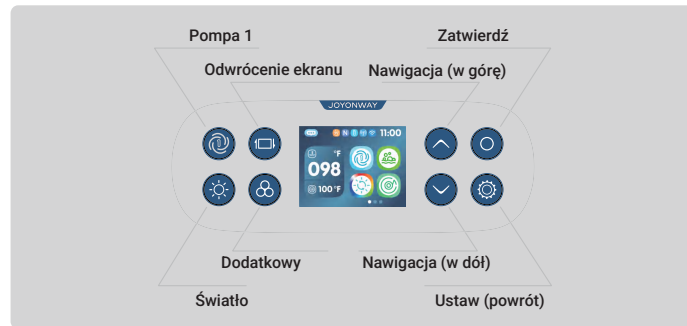 Pompa 1
Zatwierdź
Odwrócenie ekranu
Nawigacja (w górę)
JOYONWAY
N
11:00
°F
098
100 °F
Dodatkowy
Nawigacja (w dół)
Światło
Ustaw (powrót)